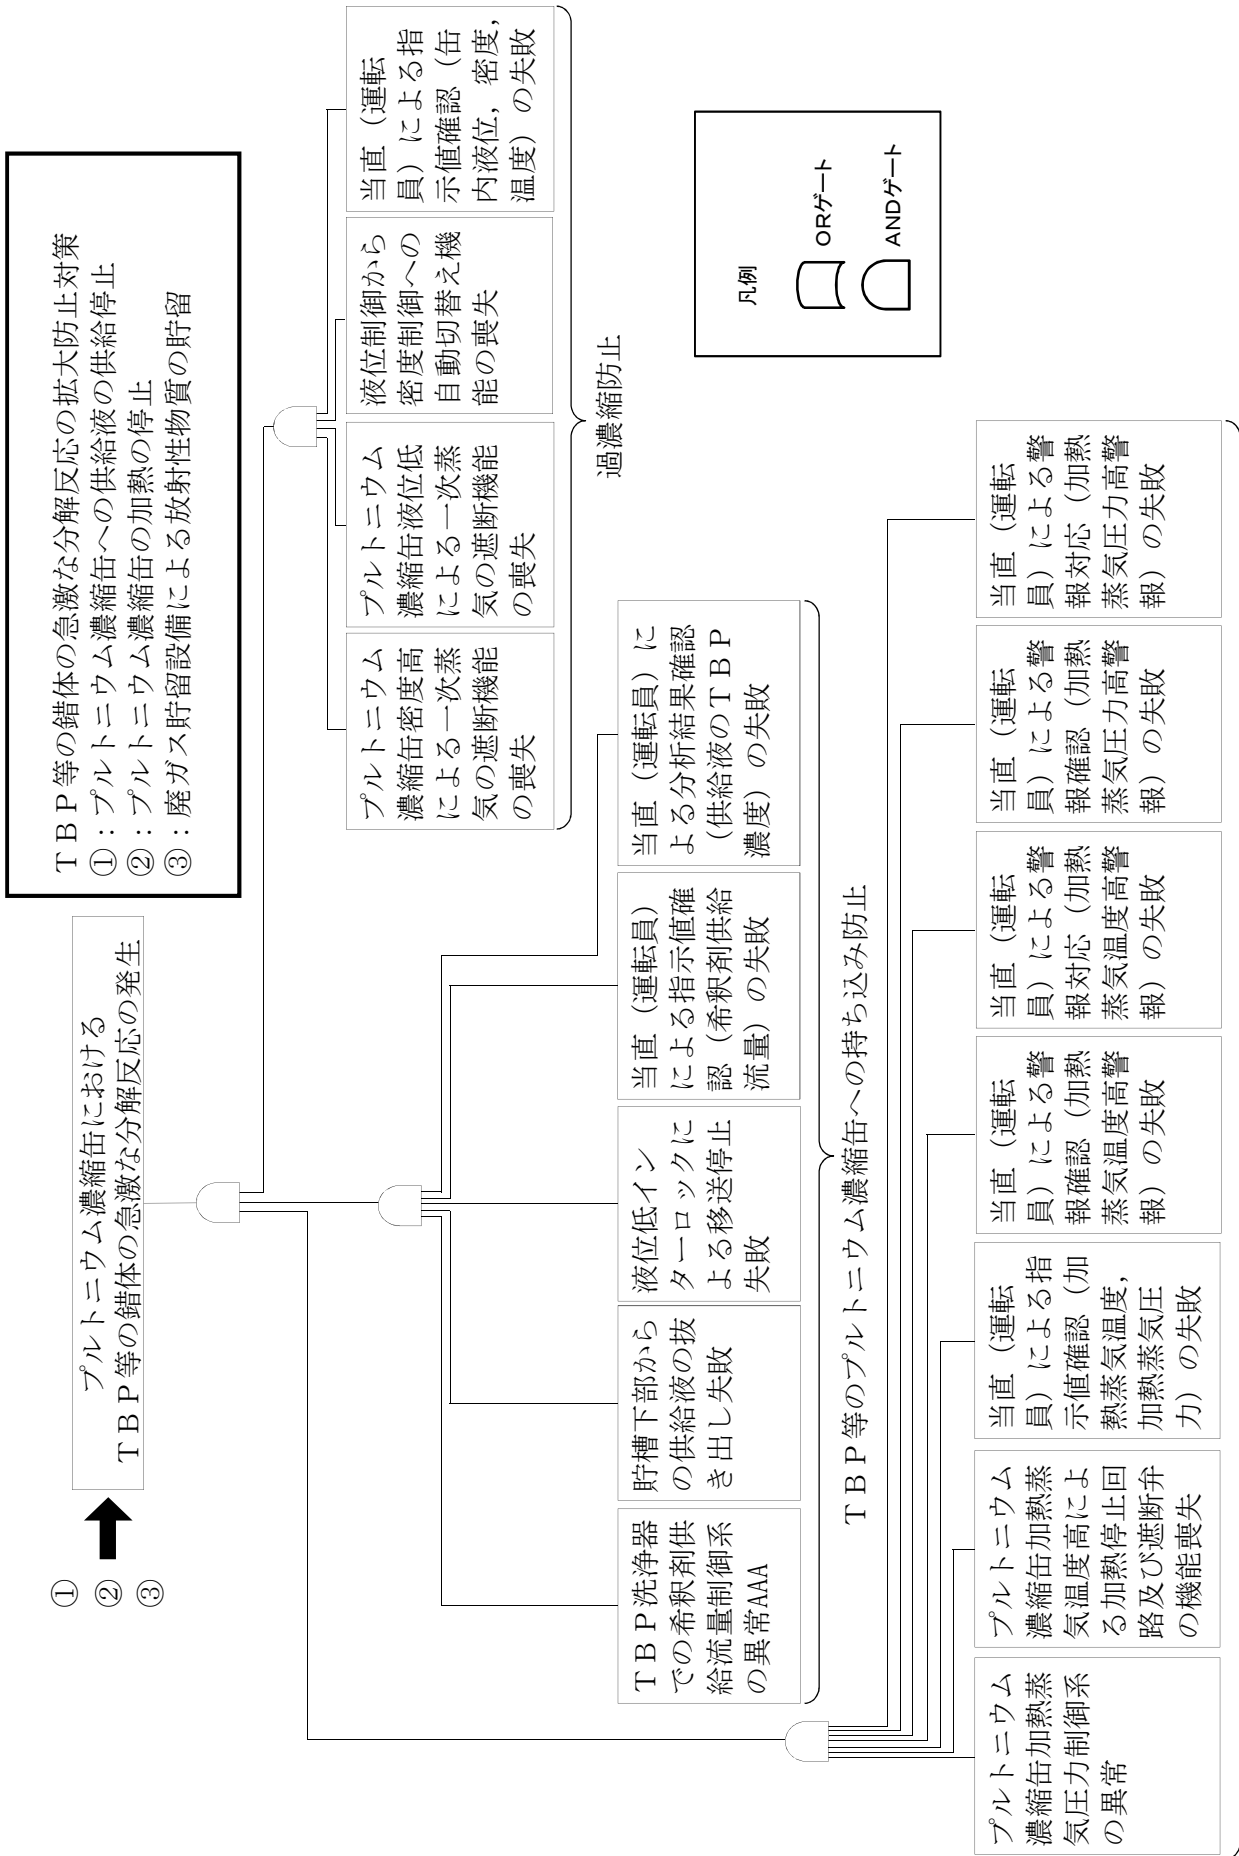 ＴＢＰ等の錯体の急激な分解反応の拡大防止対策
①：プルトニウム濃縮缶への供給液の供給停止
②：プルトニウム濃縮缶の加熱の停止
③：廃ガス貯留設備による放射性物質の貯留
①
②
③
プルトニウム濃縮缶における
ＴＢＰ等の錯体の急激な分解反応の発生
プルトニウム
濃縮缶密度高
による一次蒸
気の遮断機能
の喪失
プルトニウム
濃縮缶液位低
による一次蒸
気の遮断機能
の喪失
液位制御から
密度制御への
自動切替え機
能の喪失
当直（運転
員）による指
示値確認（缶
内液位，密度，
温度）の失敗
過濃縮防止
ＴＢＰ洗浄器
での希釈剤供
給流量制御系
の異常AAA
貯槽下部から
の供給液の抜
き出し失敗
液位低イン
ターロックに
よる移送停止
失敗
当直（運転員）
による指示値確
認（希釈剤供給
流量）の失敗
当直（運転員）に
よる分析結果確認
（供給液のＴＢＰ
濃度）の失敗
ＴＢＰ等のプルトニウム濃縮缶への持ち込み防止
凡例
ORゲート
ANDゲート
プルトニウム
濃縮缶加熱蒸
気圧力制御系
の異常
プルトニウム
濃縮缶加熱蒸
気温度高によ
る加熱停止回
路及び遮断弁
の機能喪失
当直（運転
員）による指
示値確認（加
熱蒸気温度，
加熱蒸気圧
力）の失敗
当直（運転
員）による警
報確認（加熱
蒸気温度高警
報）の失敗
当直（運転
員）による警
報対応（加熱
蒸気温度高警
報）の失敗
当直（運転
員）による警
報確認（加熱
蒸気圧力高警
報）の失敗
当直（運転
員）による警
報対応（加熱
蒸気圧力高警
報）の失敗